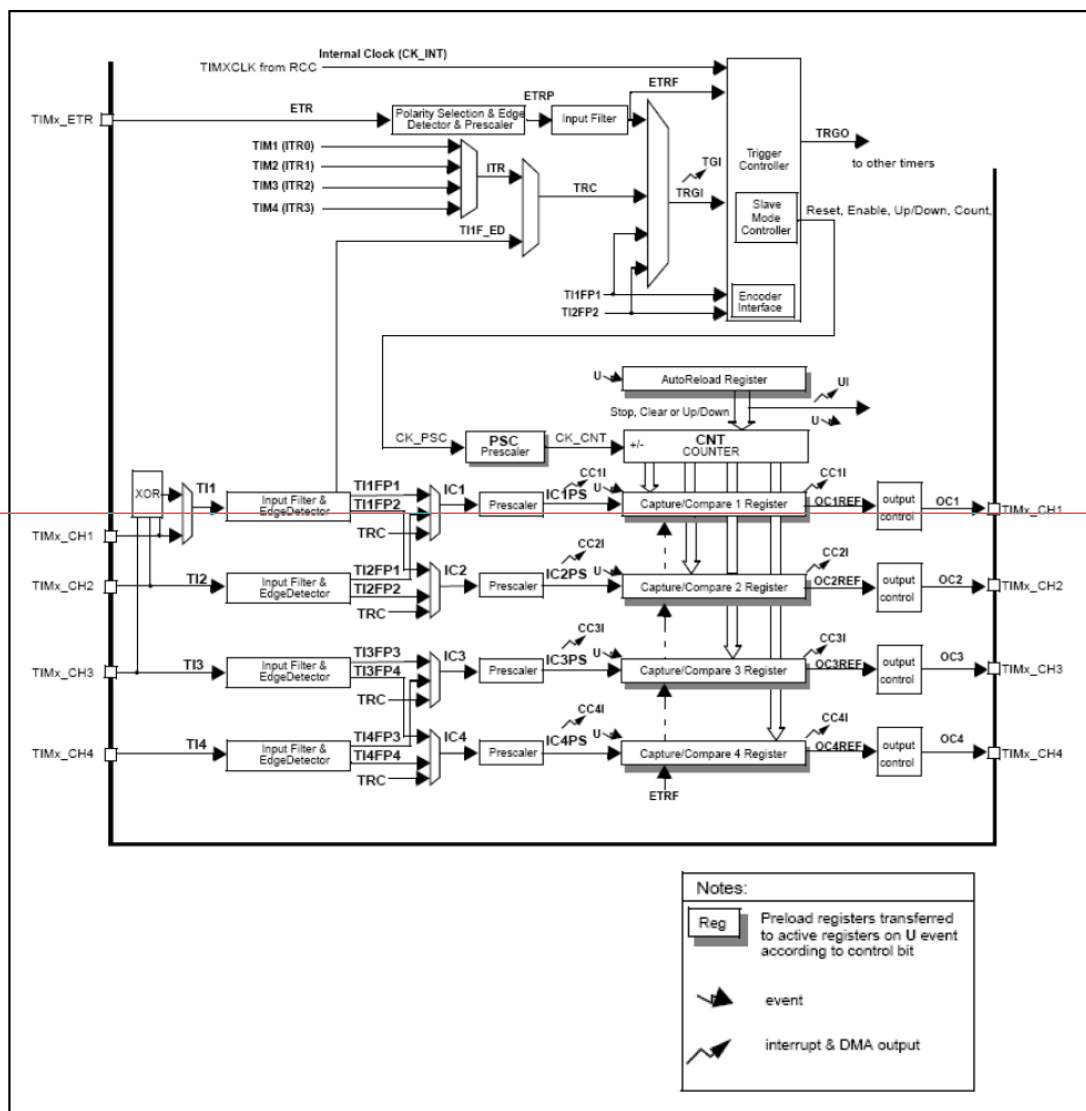 Internal Clock (CK_INT)
TIMXCLK from RCC
ETRF
ETRP
ETR
TIMx_ETR
Polarity Selection & Edge
Detector & Prescaler
Input Filter
TRGO
to other timers
Trigger
Controller
TIM1 (ITR0)
TIM2 (ITR1)
TIM3 (ITR2)
TIM4 (ITR3)
ITR
TRC
TGI
TRGI
TI1F_ED
Slave
Mode
Controller
Reset, Enable, Up/Down, Count,
TI1FP1
TI2FP2
Encoder
Interface
U
AutoReload Register
UI
Stop, Clear or Up/Down
U
CK_PSC
PSC
Prescaler
CK_CNT
+/-
CNT
COUNTER
XOR
TI1
Input Filter &
EdgeDetector
TI1FP1
TI1FP2
TRC
IC1
Prescaler
IC1PS
CC1I
U
Capture/Compare 1 Register
CC1I
OC1REF
output
control
OC1
TIMx_CH1
TIMx_CH1
TIMx_CH2
TI2
Input Filter &
EdgeDetector
TI2FP1
TI2FP2
TRC
IC2
Prescaler
IC2PS
CC2I
U
Capture/Compare 2 Register
CC2I
OC2REF
output
control
OC2
TIMx_CH2
TIMx_CH3
TI3
Input Filter &
EdgeDetector
TI3FP3
TI3FP4
TRC
IC3
Prescaler
IC3PS
CC3I
U
Capture/Compare 3 Register
CC3I
OC3REF
output
control
OC3
TIMx_CH3
TIMx_CH4
TI4
Input Filter &
EdgeDetector
TI4FP3
TI4FP4
TRC
IC4
Prescaler
IC4PS
CC4I
U
Capture/Compare 4 Register
CC4I
OC4REF
output
control
OC4
TIMx_CH4
ETRF
Notes:
Reg
Preload registers transferred
to active registers on U event
according to control bit
event
interrupt & DMA output